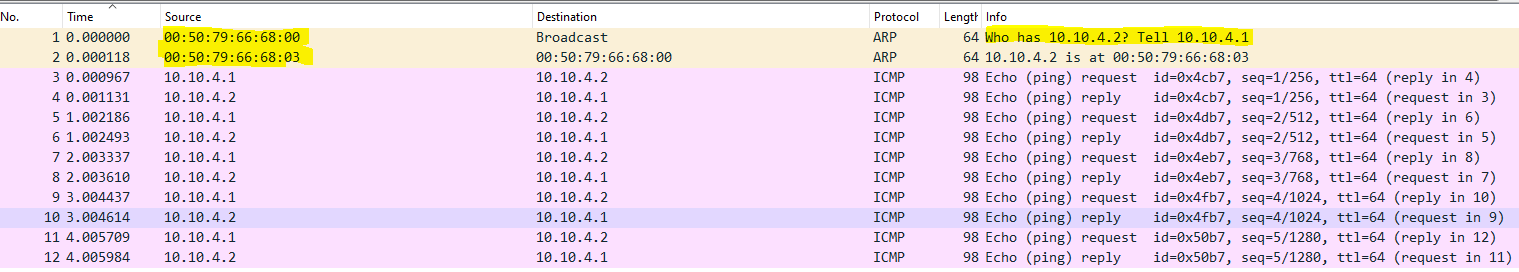 No. Time Source Destination Protocol Length Info
1 0.000000 00:50:79:66:68:00 Broadcast ARP 64 Who has 10.10.4.2? Tell 10.10.4.1
2 0.000118 00:50:79:66:68:03 00:50:79:66:68:00 ARP 64 10.10.4.2 is at 00:50:79:66:68:03
3 0.000967 10.10.4.1 10.10.4.2 ICMP 98 Echo (ping) request id=0x4cb7, seq=1/256, ttl=64 (reply in 4)
4 0.001131 10.10.4.2 10.10.4.1 ICMP 98 Echo (ping) reply id=0x4cb7, seq=1/256, ttl=64 (request in 3)
5 1.002186 10.10.4.1 10.10.4.2 ICMP 98 Echo (ping) request id=0x4db7, seq=2/512, ttl=64 (reply in 6)
6 1.002493 10.10.4.2 10.10.4.1 ICMP 98 Echo (ping) reply id=0x4db7, seq=2/512, ttl=64 (request in 5)
7 2.003337 10.10.4.1 10.10.4.2 ICMP 98 Echo (ping) request id=0x4eb7, seq=3/768, ttl=64 (reply in 8)
8 2.003610 10.10.4.2 10.10.4.1 ICMP 98 Echo (ping) reply id=0x4eb7, seq=3/768, ttl=64 (request in 7)
9 3.004437 10.10.4.1 10.10.4.2 ICMP 98 Echo (ping) request id=0x4fb7, seq=4/1024, ttl=64 (reply in 10)
10 3.004614 10.10.4.2 10.10.4.1 ICMP 98 Echo (ping) reply id=0x4fb7, seq=4/1024, ttl=64 (request in 9)
11 4.005709 10.10.4.1 10.10.4.2 ICMP 98 Echo (ping) request id=0x50b7, seq=5/1280, ttl=64 (reply in 12)
12 4.005984 10.10.4.2 10.10.4.1 ICMP 98 Echo (ping) reply id=0x50b7, seq=5/1280, ttl=64 (request in 11)